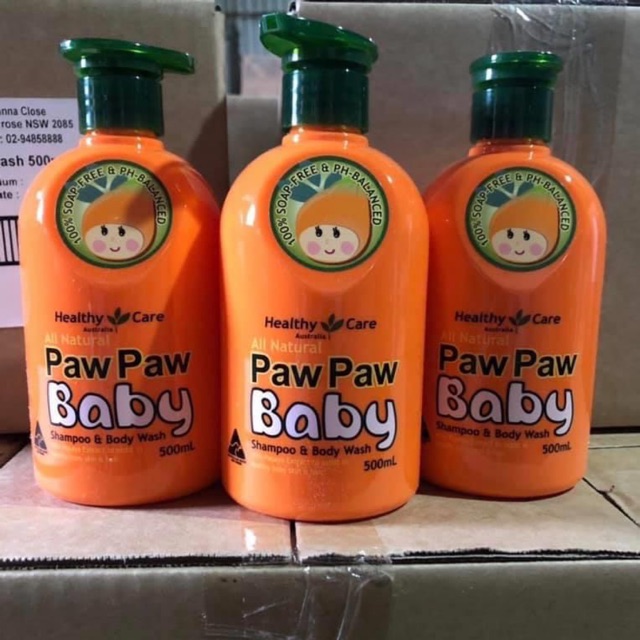 anna Close
rose NSW 2085
: 02-94858888
ash 500
100% SOAP FREE & PH-BALANCED
Healthy Care
Australia
All Natural
Paw Paw
Baby
Shampoo & Body Wash
500mL
100% SOAP FREE & PH-BALANCED
Healthy Care
Australia
All Natural
Paw Paw
Baby
Shampoo & Body Wash
500mL
100% SOAP FREE & PH-BALANCED
Healthy Care
Australia
All Natural
Paw Paw
Baby
Shampoo & Body Wash
500mL